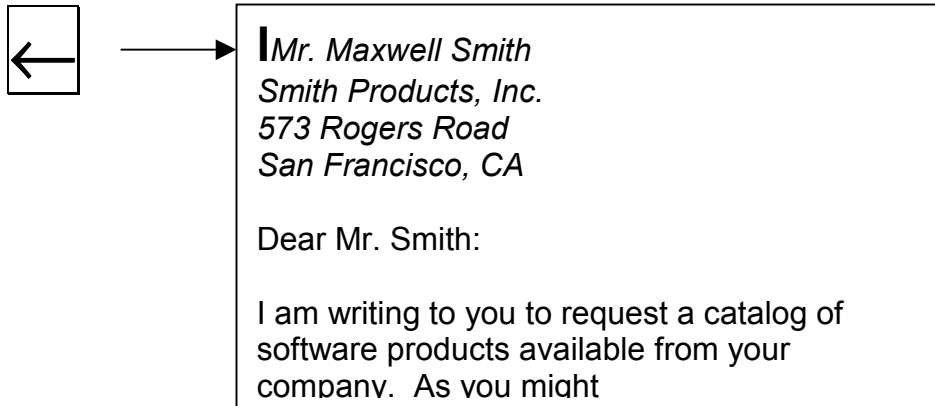 Mr. Maxwell Smith
Smith Products, Inc.
573 Rogers Road
San Francisco, CA
Dear Mr. Smith:
I am writing to you to request a catalog of
software products available from your
company.  As you might